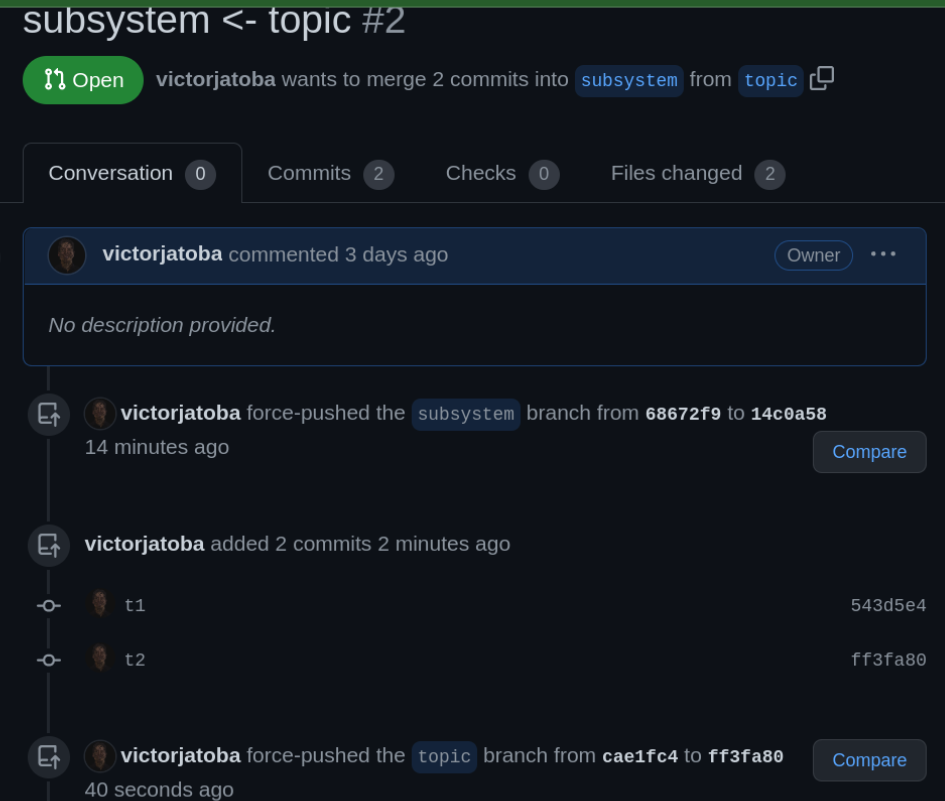 subsystem <- topic #2
Open victorjatoba wants to merge 2 commits into subsystem from topic
Conversation 0 Commits 2 Checks 0 Files changed 2
victorjatoba commented 3 days ago Owner
No description provided.
victorjatoba force-pushed the subsystem branch from 68672f9 to 14c0a58
14 minutes ago
Compare
victorjatoba added 2 commits 2 minutes ago
t1 543d5e4
t2 ff3fa80
victorjatoba force-pushed the topic branch from cae1fc4 to ff3fa80 Compare
40 seconds ago